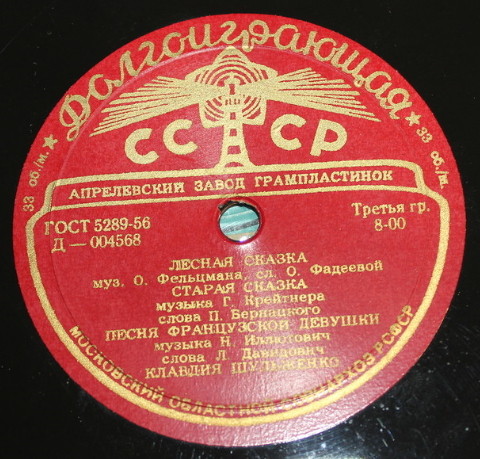 Долгоиграющая
33 об./м.
33 об./м.
СССР
АПРЕЛЕВСКИЙ ЗАВОД ГРАМПЛАСТИНОК
ГОСТ 5289-56
Д — 004568
Третья гр.
8-00
ЛЕСНАЯ СКАЗКА
муз. О. Фельцмана, сл. О. Фадеевой
СТАРАЯ СКАЗКА
музыка Г. Крейтнера
слова П. Бернацкого
ПЕСНЯ ФРАНЦУЗСКОЙ ДЕВУШКИ
музыка Н. Иллютович
слова Л. Давидович
КЛАВДИЯ ШУЛЬЖЕНКО
МОСКОВСКИЙ ОБЛАСТНОЙ СОВНАРХОЗ РСФСР